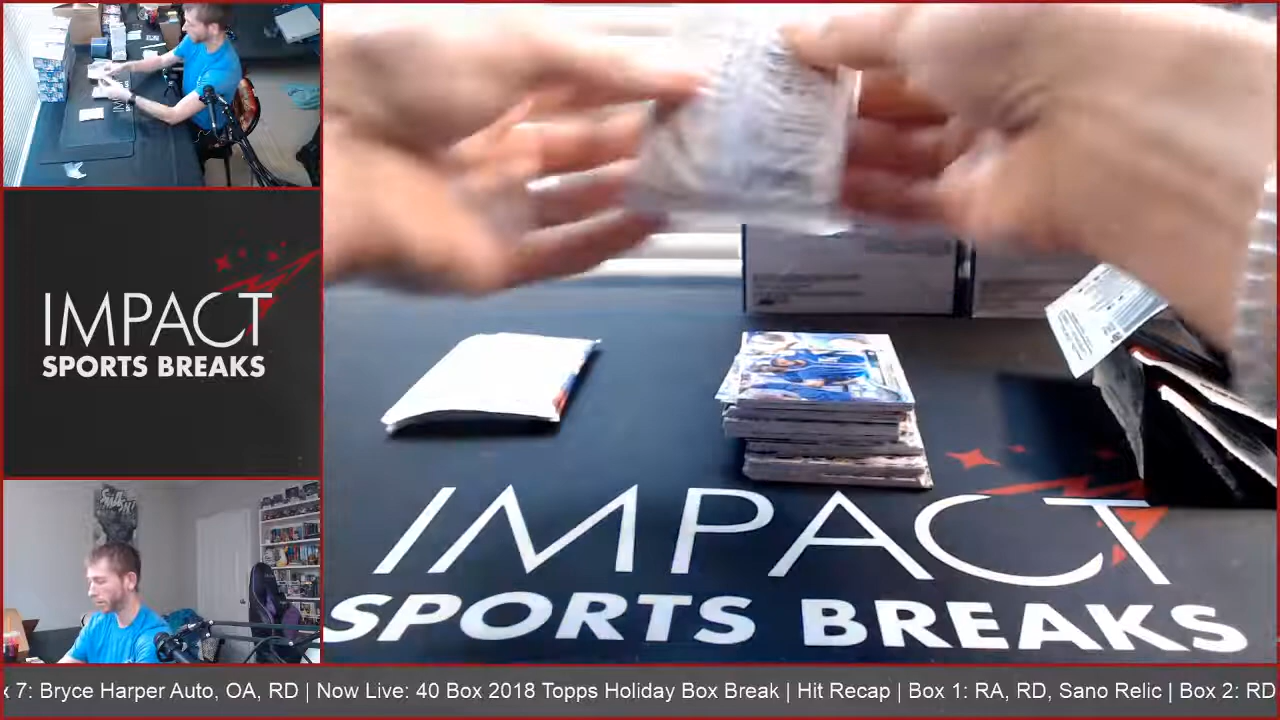 IMPACT
SPORTS BREAKS
IMPACT
SPORTS BREAKS
x 7: Bryce Harper Auto, OA, RD | Now Live: 40 Box 2018 Topps Holiday Box Break | Hit Recap | Box 1: RA, RD, Sano Relic | Box 2: RD